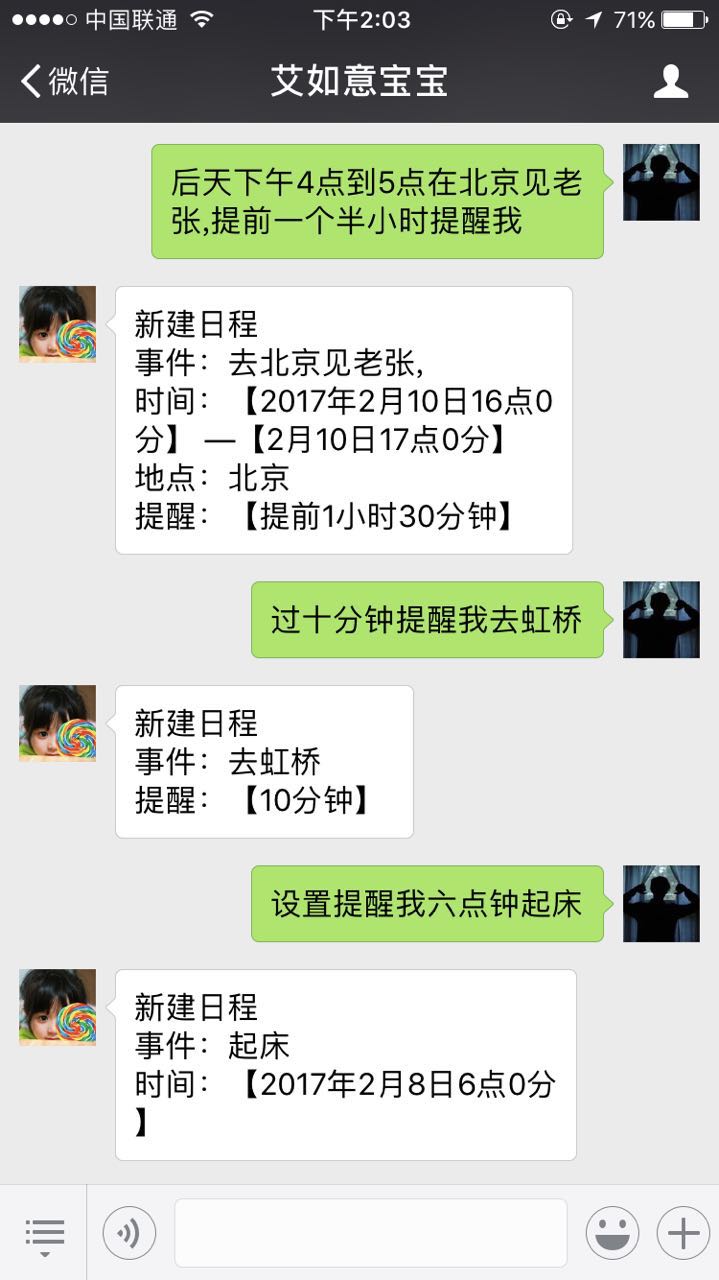 中国联通 下午2:03 71%
微信 艾如意宝宝
后天下午4点到5点在北京见老
张,提前一个半小时提醒我
新建日程
事件：去北京见老张,
时间：【2017年2月10日16点0
分】 —【2月10日17点0分】
地点：北京
提醒：【提前1小时30分钟】
过十分钟提醒我去虹桥
新建日程
事件：去虹桥
提醒：【10分钟】
设置提醒我六点钟起床
新建日程
事件：起床
时间：【2017年2月8日6点0分
】